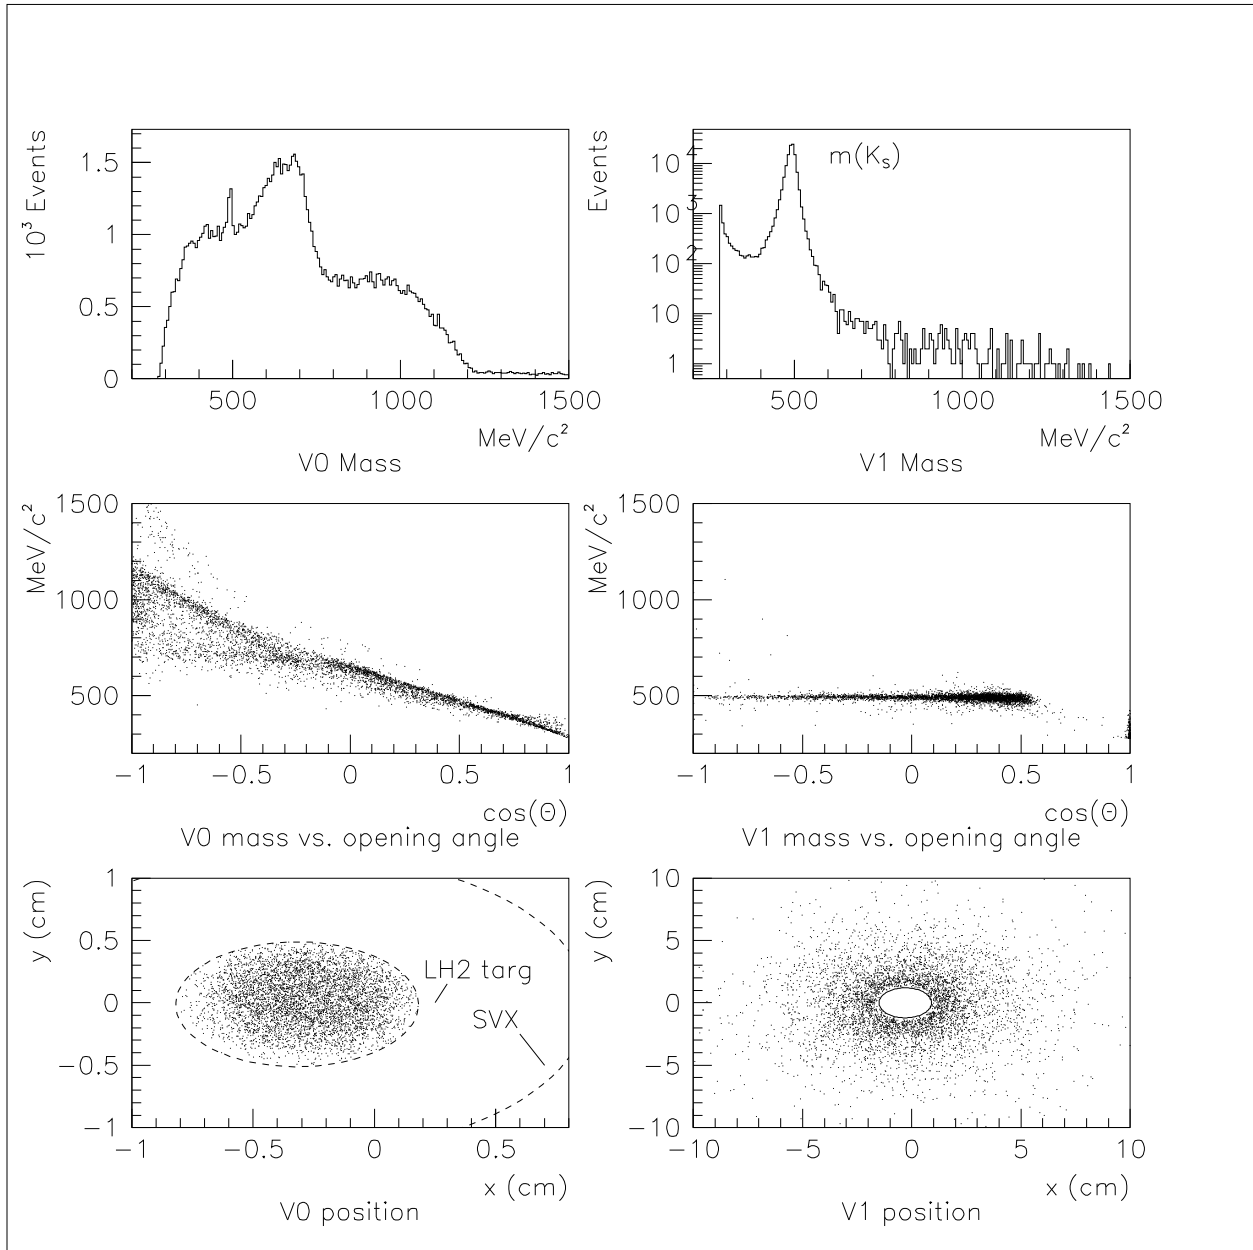 10³ Events
1.5
1
0.5
0
500
1000
1500
MeV/c²
V0 Mass
Events
m(Kₛ)
10⁴
10³
10²
10
1
500
1000
1500
MeV/c²
V1 Mass
MeV/c²
1500
1000
500
−1
−0.5
0
0.5
1
cos(Θ)
V0 mass vs. opening angle
MeV/c²
1500
1000
500
−1
−0.5
0
0.5
1
cos(Θ)
V1 mass vs. opening angle
y (cm)
1
0.5
0
−0.5
−1
LH2 targ
SVX
−1
−0.5
0
0.5
x (cm)
V0 position
y (cm)
10
5
0
−5
−10
−10
−5
0
5
10
x (cm)
V1 position